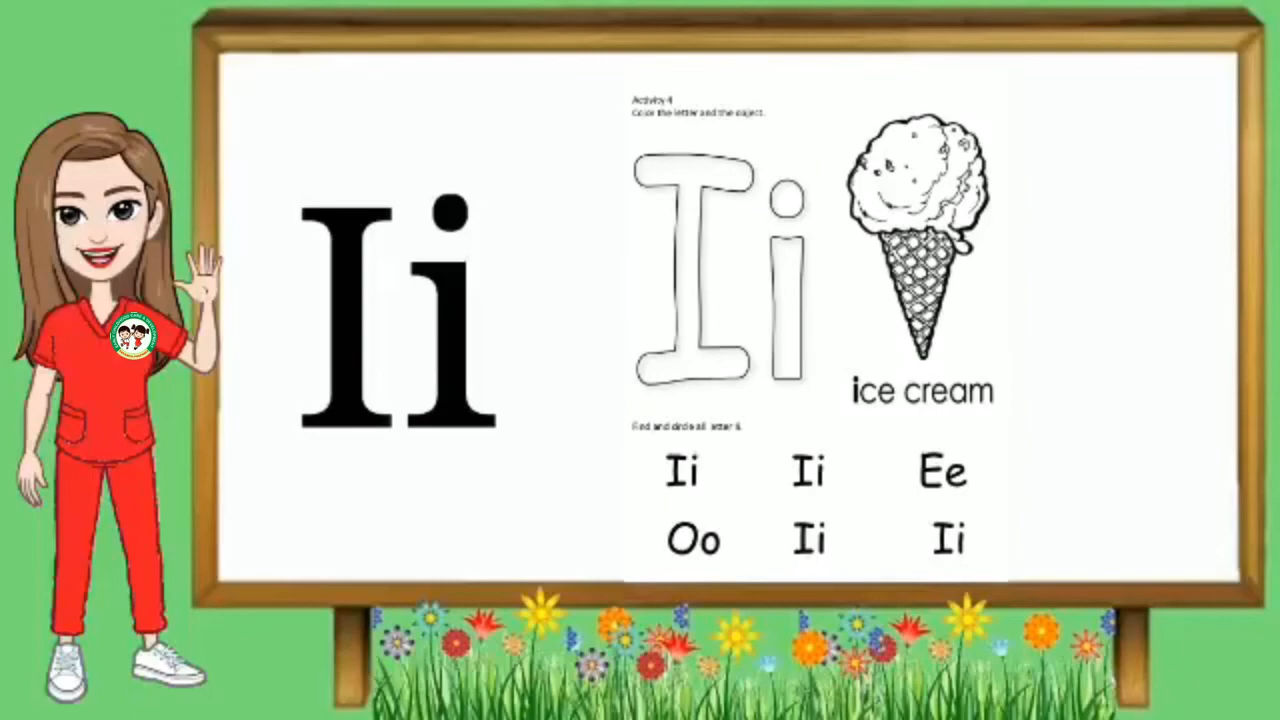 Ii
Activity 4
Color the letter and the object.
Ii
ice cream
Find and circle all letter Ii.
Ii Ii Ee
Oo Ii Ii